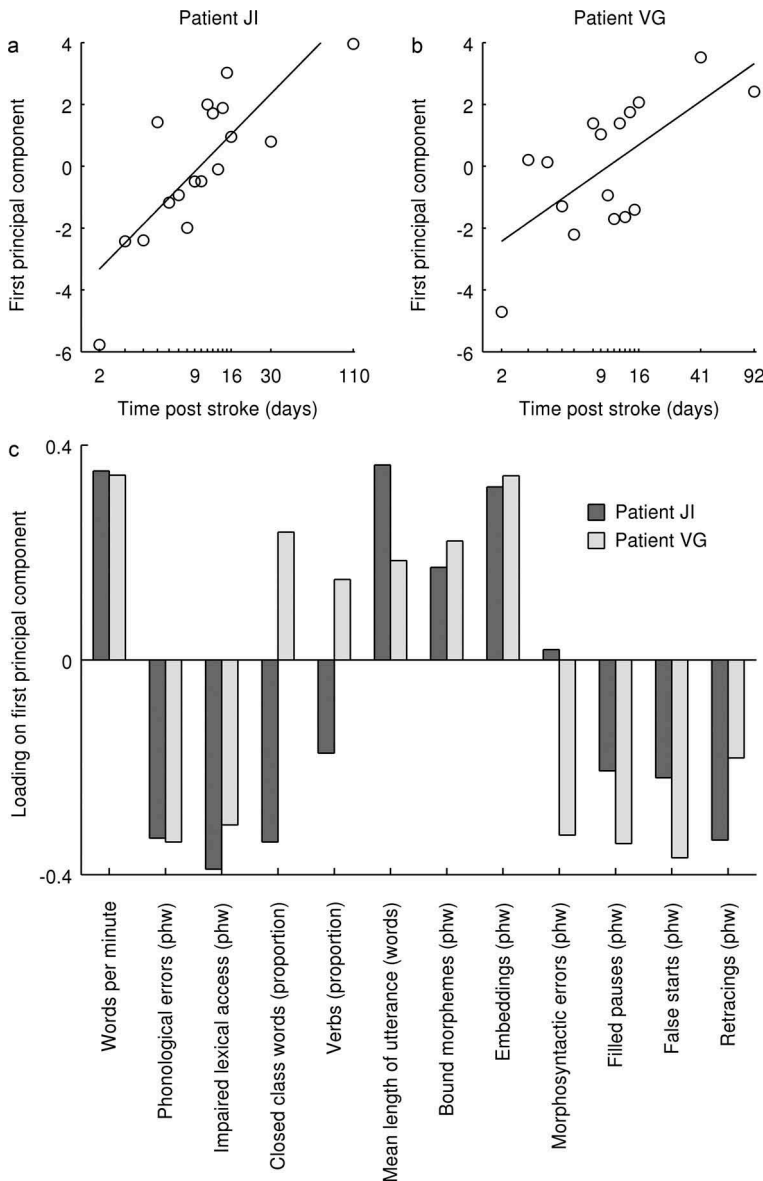 Patient JI
a
4
2
0
-2
-4
-6
First principal component
2 9 16 30 110
Time post stroke (days)
Patient VG
b
4
2
0
-2
-4
-6
First principal component
2 9 16 41 92
Time post stroke (days)
c
0.4
0
-0.4
Loading on first principal component
Patient JI
Patient VG
Words per minute
Phonological errors (phw)
Impaired lexical access (phw)
Closed class words (proportion)
Verbs (proportion)
Mean length of utterance (words)
Bound morphemes (phw)
Embeddings (phw)
Morphosyntactic errors (phw)
Filled pauses (phw)
False starts (phw)
Retracings (phw)